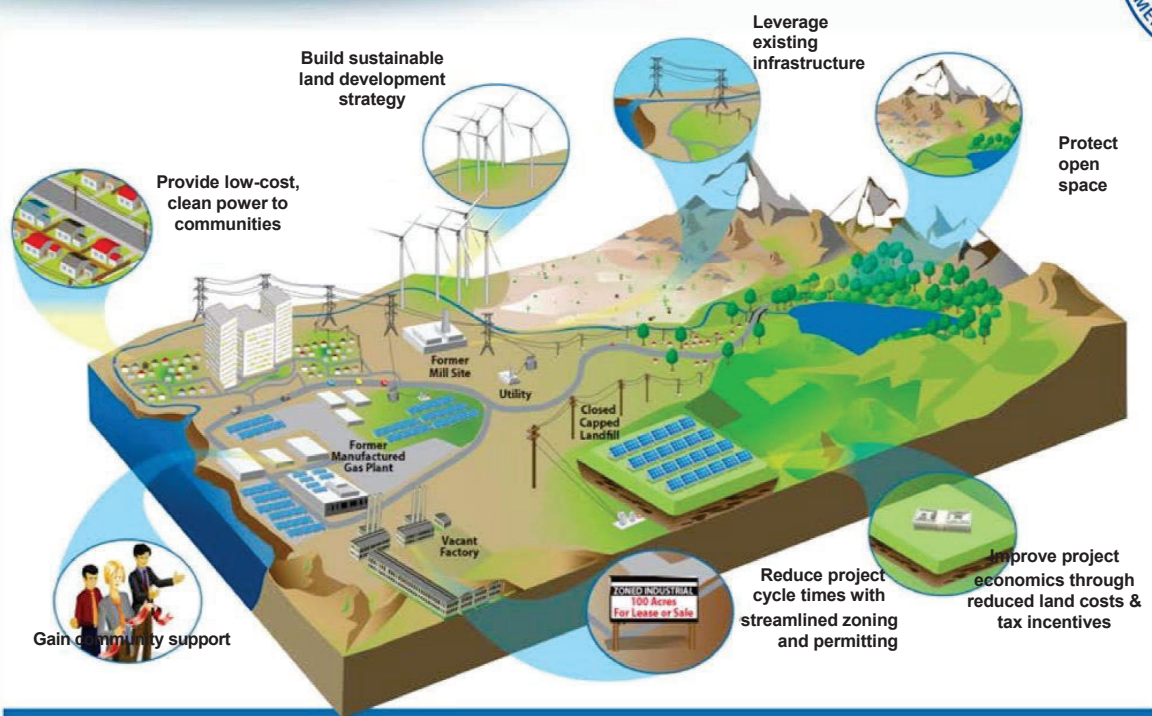 Leverage
existing
infrastructure
Build sustainable
land development
strategy
Protect
open
space
Provide low-cost,
clean power to
communities
Former
Mill Site
Utility
Closed
Capped
Landfill
Former
Manufactured
Gas Plant
Vacant
Factory
ZONED INDUSTRIAL
100 Acres
For Lease or Sale
Reduce project
cycle times with
streamlined zoning
and permitting
Improve project
economics through
reduced land costs &
tax incentives
Gain community support